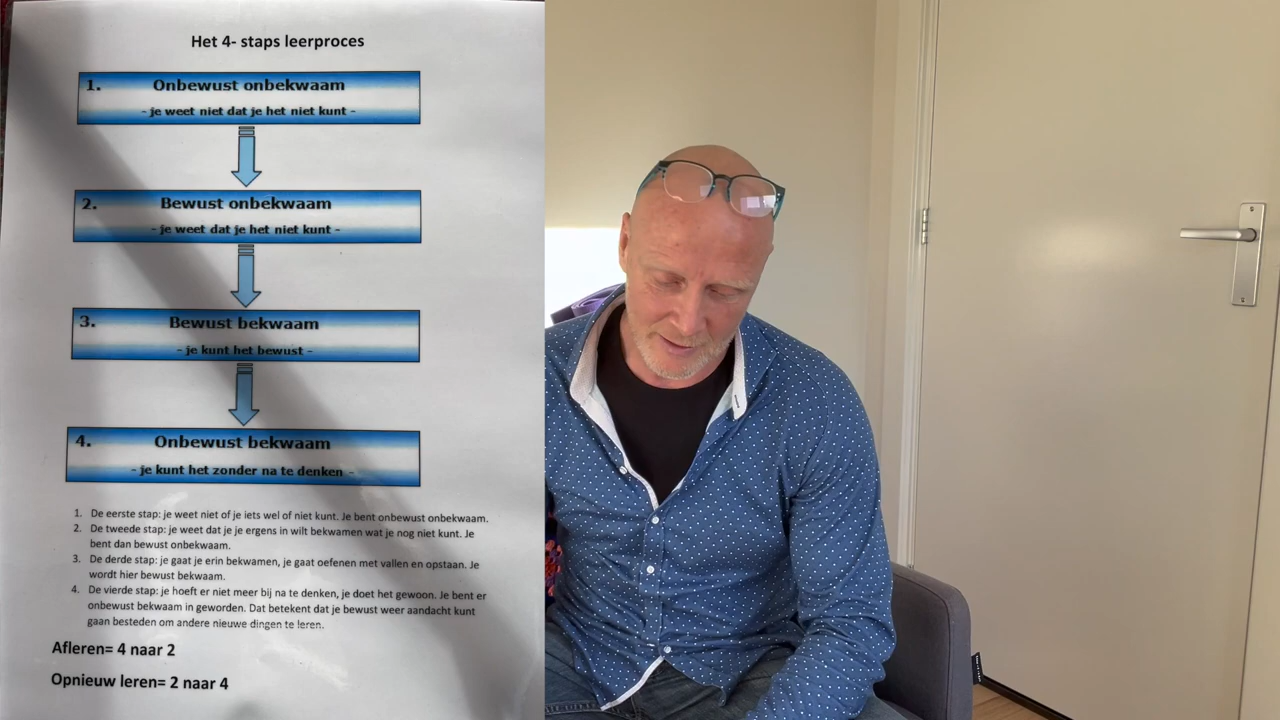 Het 4- staps leerproces
1. Onbewust onbekwaam
- je weet niet dat je het niet kunt -
2. Bewust onbekwaam
- je weet dat je het niet kunt -
3. Bewust bekwaam
- je kunt het bewust -
4. Onbewust bekwaam
- je kunt het zonder na te denken -
1. De eerste stap: je weet niet of je iets wel of niet kunt. Je bent onbewust onbekwaam.
2. De tweede stap: je weet dat je je ergens in wilt bekwamen wat je nog niet kunt. Je
bent dan bewust onbekwaam.
3. De derde stap: je gaat je erin bekwamen, je gaat oefenen met vallen en opstaan. Je
wordt hier bewust bekwaam.
4. De vierde stap: je hoeft er niet meer bij na te denken, je doet het gewoon. Je bent er
onbewust bekwaam in geworden. Dat betekent dat je bewust weer aandacht kunt
gaan besteden om andere nieuwe dingen te leren.
Afleren= 4 naar 2
Opnieuw leren= 2 naar 4